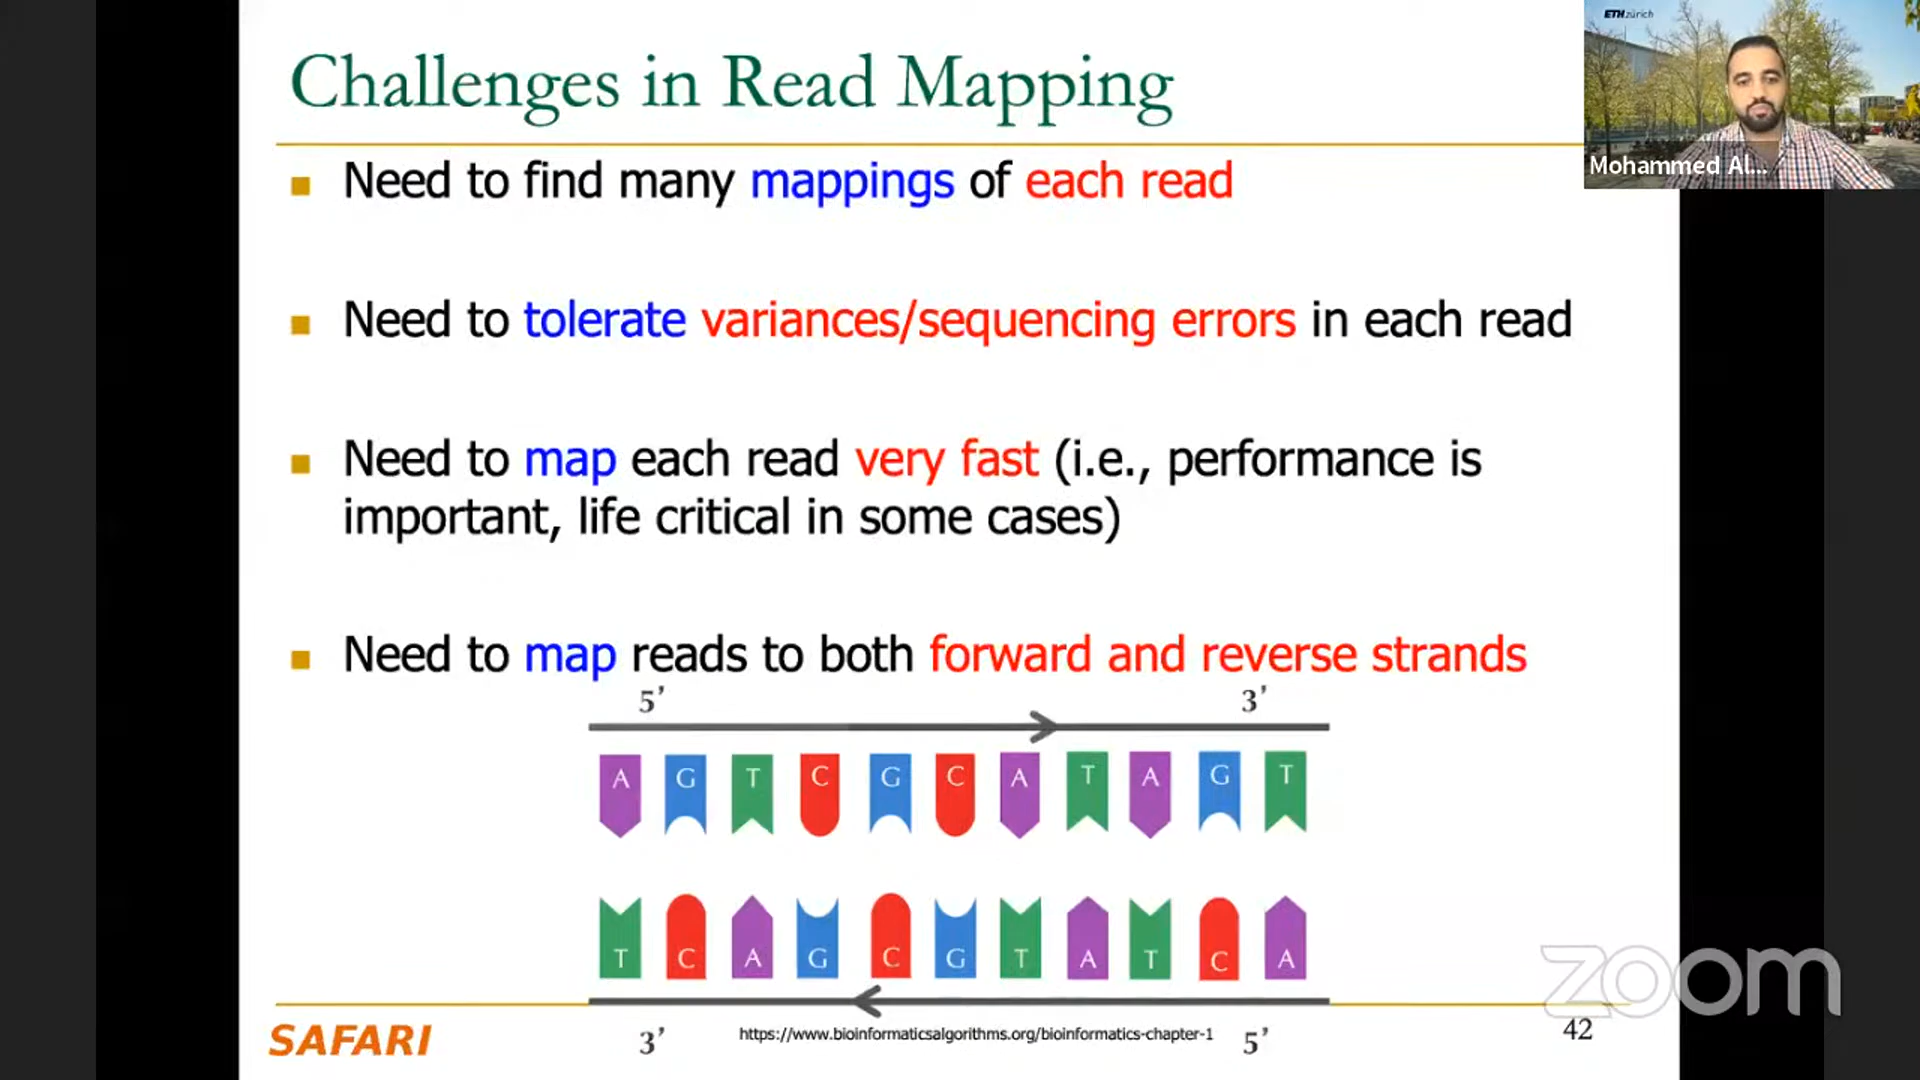 Challenges in Read Mapping
ETH zürich
Mohammed Al...
Need to find many mappings of each read
Need to tolerate variances/sequencing errors in each read
Need to map each read very fast (i.e., performance is
important, life critical in some cases)
Need to map reads to both forward and reverse strands
5’ 3’
A G T C G C A T A G T
T C A G C G T A T C A
3’ 5’
SAFARI
https://www.bioinformaticsalgorithms.org/bioinformatics-chapter-1
42
zoom